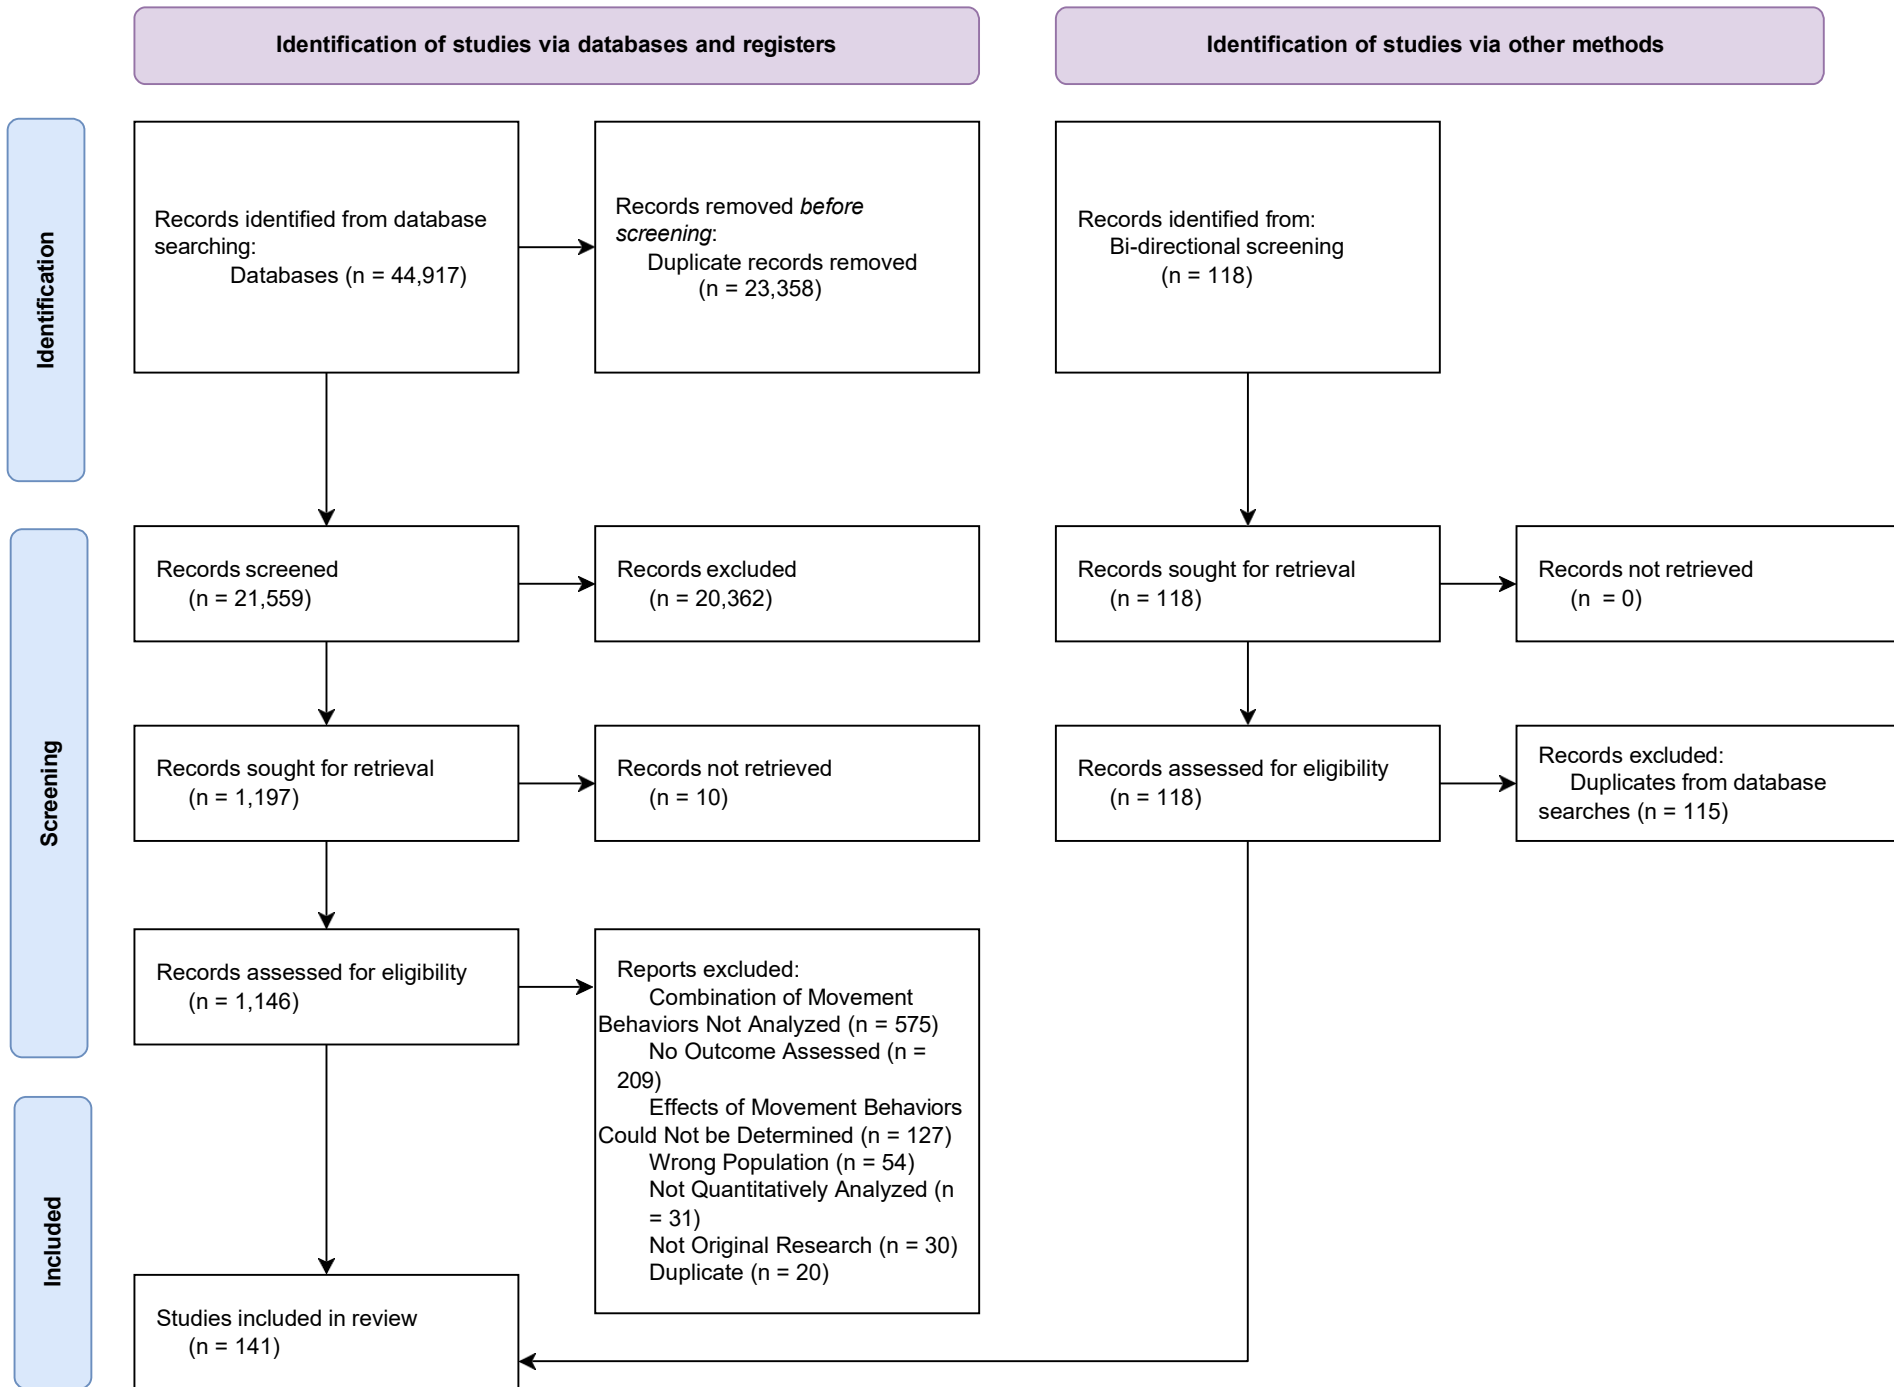 Identification of studies via databases and registers
Identification of studies via other methods
Identification
Records identified from database
searching:
Databases (n = 44,917)
Records removed before
screening:
Duplicate records removed
(n = 23,358)
Records identified from:
Bi-directional screening
(n = 118)
Screening
Records screened
(n = 21,559)
Records excluded
(n = 20,362)
Records sought for retrieval
(n = 118)
Records not retrieved
(n = 0)
Records sought for retrieval
(n = 1,197)
Records not retrieved
(n = 10)
Records assessed for eligibility
(n = 118)
Records excluded:
Duplicates from database
searches (n = 115)
Records assessed for eligibility
(n = 1,146)
Reports excluded:
Combination of Movement
Behaviors Not Analyzed (n = 575)
No Outcome Assessed (n =
209)
Effects of Movement Behaviors
Could Not be Determined (n = 127)
Wrong Population (n = 54)
Not Quantitatively Analyzed (n
= 31)
Not Original Research (n = 30)
Duplicate (n = 20)
Included
Studies included in review
(n = 141)